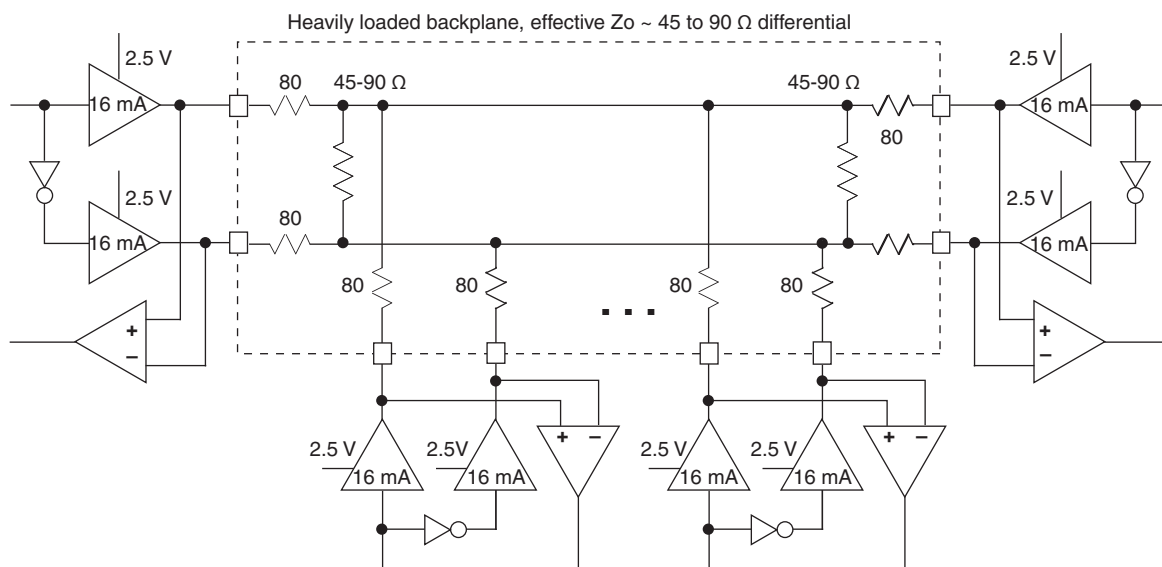 Heavily loaded backplane, effective Zo ~ 45 to 90 Ω differential
2.5 V
2.5 V
80
45-90 Ω
45-90 Ω
16 mA
16 mA
80
2.5 V
80
2.5 V
16 mA
16 mA
80
80
80
80
+
−
. . .
+
−
2.5 V
2.5V
+ −
2.5 V
2.5 V
+ −
16 mA
16 mA
16 mA
16 mA